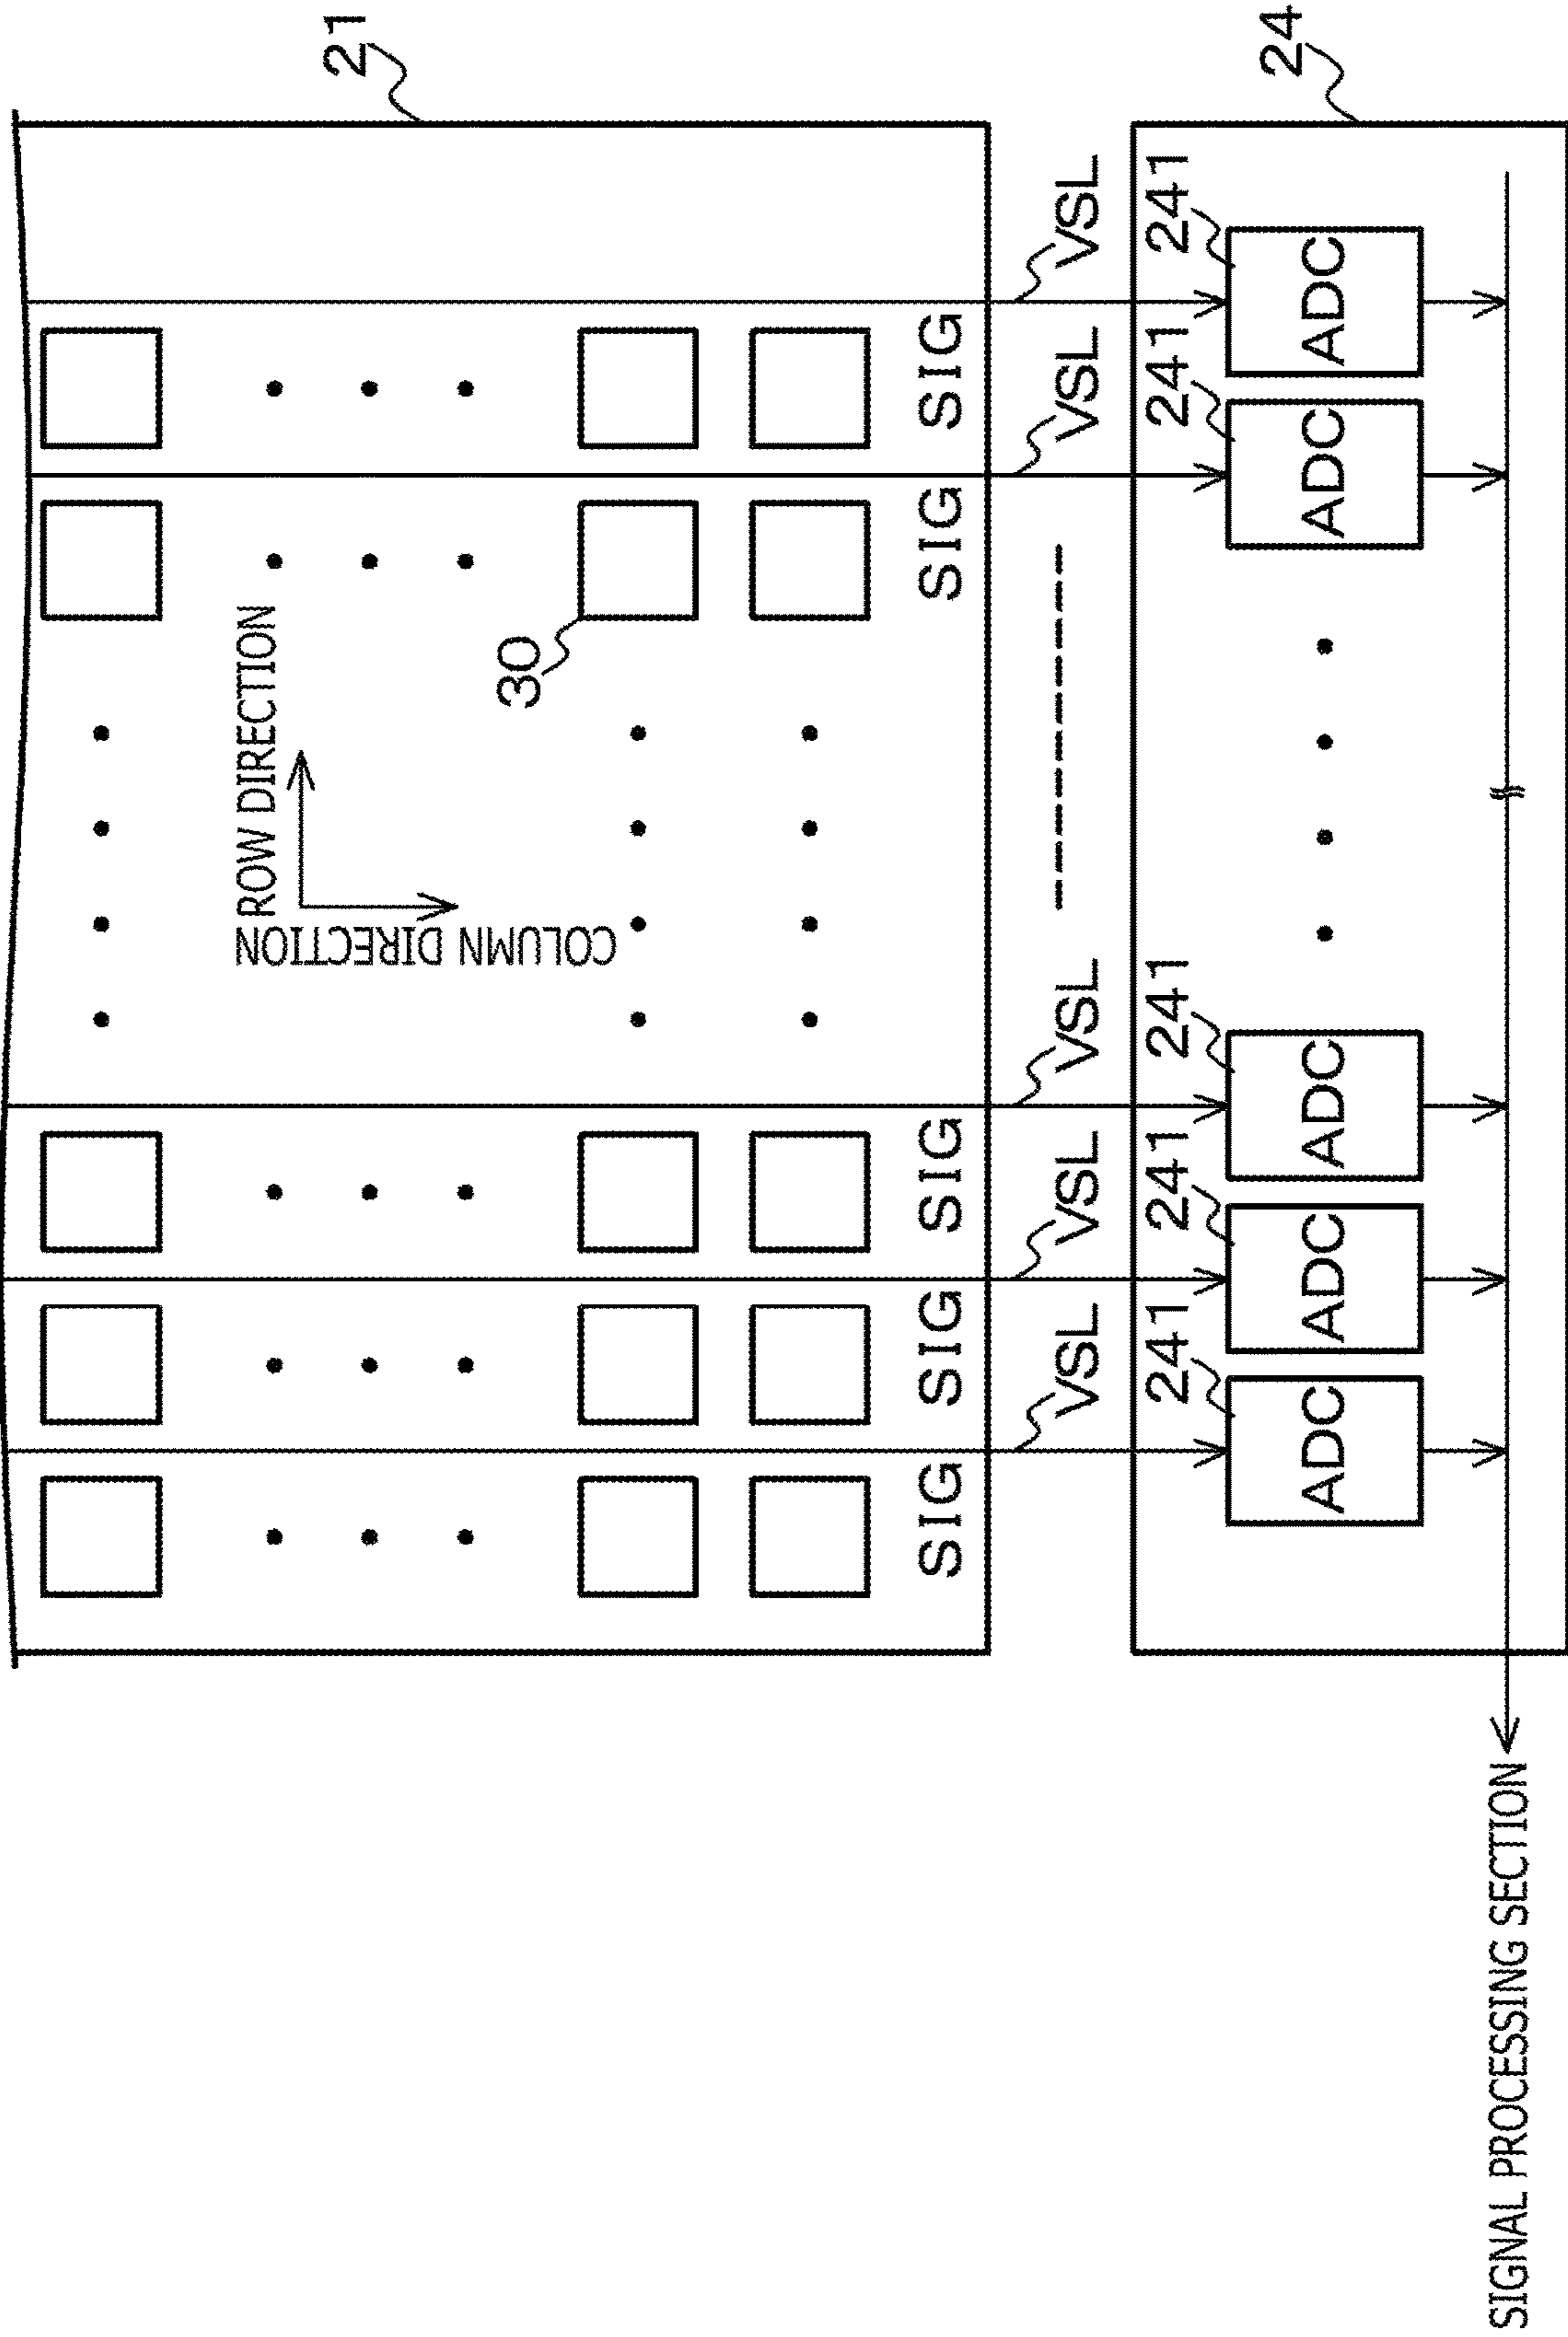 ROW DIRECTION
COLUMN DIRECTION
21
30
SIG SIG SIG SIG SIG
VSL VSL VSL VSL VSL
241 241 241 241 241
24
ADC ADC ADC ADC ADC
SIGNAL PROCESSING SECTION